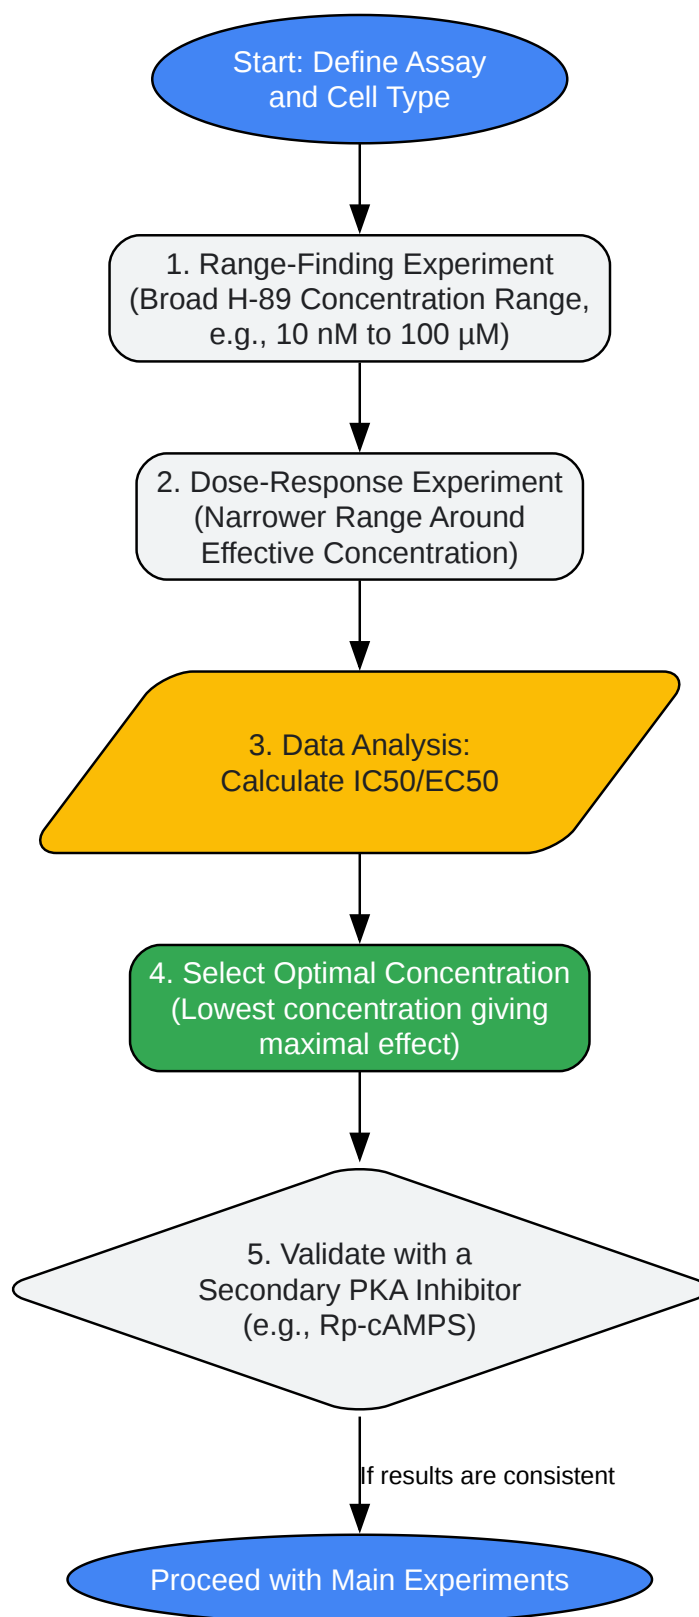 Start: Define Assay
and Cell Type
1. Range-Finding Experiment
(Broad H-89 Concentration Range,
e.g., 10 nM to 100 µM)
2. Dose-Response Experiment
(Narrower Range Around
Effective Concentration)
3. Data Analysis:
Calculate IC50/EC50
4. Select Optimal Concentration
(Lowest concentration giving
maximal effect)
5. Validate with a
Secondary PKA Inhibitor
(e.g., Rp-cAMPS)
If results are consistent
Proceed with Main Experiments